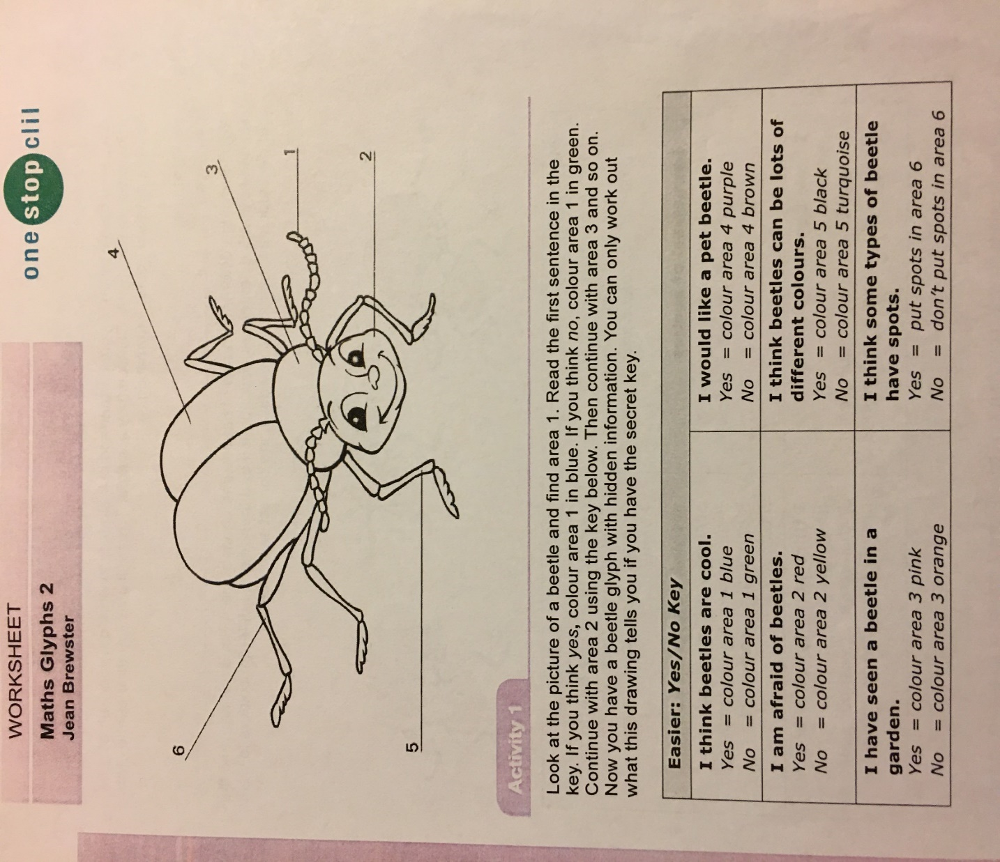 WORKSHEET
one stop clil
Maths Glyphs 2
Jean Brewster
4
3
1
2
6
5
Activity 1
Look at the picture of a beetle and find area 1. Read the first sentence in the
key. If you think yes, colour area 1 in blue. If you think no, colour area 1 in green.
Continue with area 2 using the key below. Then continue with area 3 and so on.
Now you have a beetle glyph with hidden information. You can only work out
what this drawing tells you if you have the secret key.
Easier: Yes/No Key
I think beetles are cool.
Yes = colour area 1 blue
No = colour area 1 green
I would like a pet beetle.
Yes = colour area 4 purple
No = colour area 4 brown
I am afraid of beetles.
Yes = colour area 2 red
No = colour area 2 yellow
I think beetles can be lots of
different colours.
Yes = colour area 5 black
No = colour area 5 turquoise
I have seen a beetle in a
garden.
Yes = colour area 3 pink
No = colour area 3 orange
I think some types of beetle
have spots.
Yes = put spots in area 6
No = don't put spots in area 6